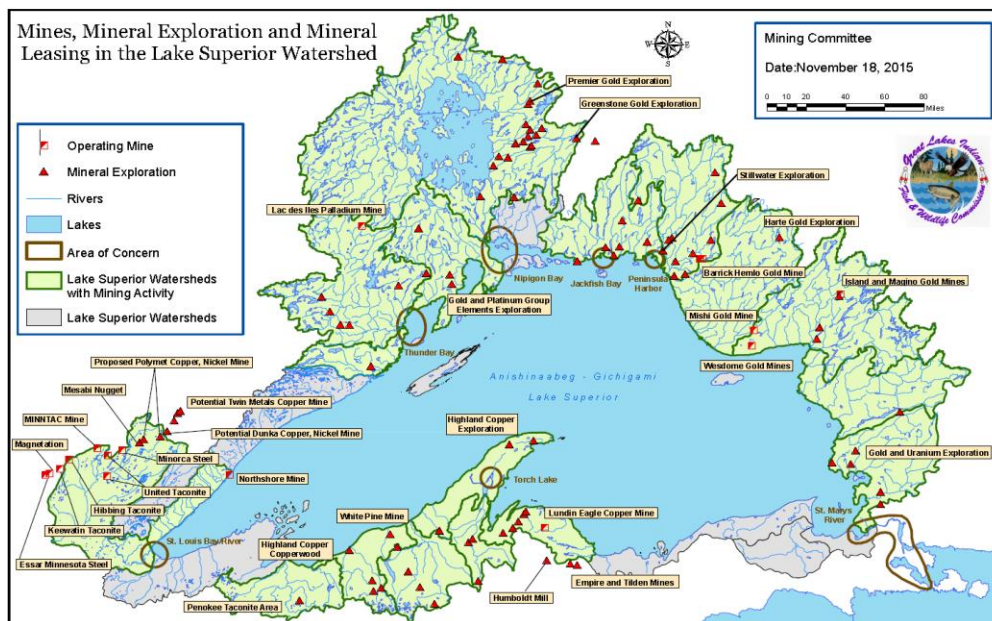 Mines, Mineral Exploration and Mineral
Leasing in the Lake Superior Watershed
N
W E
S
Mining Committee
Date:November 18, 2015
0 10 20 40 60 80
Miles
Great Lakes Indian
Fish & Wildlife Commission
Operating Mine
Mineral Exploration
Rivers
Lakes
Area of Concern
Lake Superior Watersheds
with Mining Activity
Lake Superior Watersheds
Premier Gold Exploration
Greenstone Gold Exploration
Stillwater Exploration
Lac des Iles Palladium Mine
Harte Gold Exploration
Nipigon Bay
Jackfish Bay
Peninsula
Harbor
Barrick Hemlo Gold Mine
Island and Magino Gold Mines
Gold and Platinum Group
Elements Exploration
Mishi Gold Mine
Thunder Bay
Wesdome Gold Mines
Proposed Polymet Copper, Nickel Mine
Mesabi Nugget
Potential Twin Metals Copper Mine
MINNTAC Mine
Potential Dunka Copper, Nickel Mine
Magnetation
Minorca Steel
Anishinaabeg - Gichigami
Lake Superior
Highland Copper
Exploration
Gold and Uranium Exploration
United Taconite
Northshore Mine
Torch Lake
Hibbing Taconite
White Pine Mine
Lundin Eagle Copper Mine
St. Marys
River
Keewatin Taconite
St. Louis Bay River
Highland Copper
Copperwood
Essar Minnesota Steel
Empire and Tilden Mines
Humboldt Mill
Penokee Taconite Area